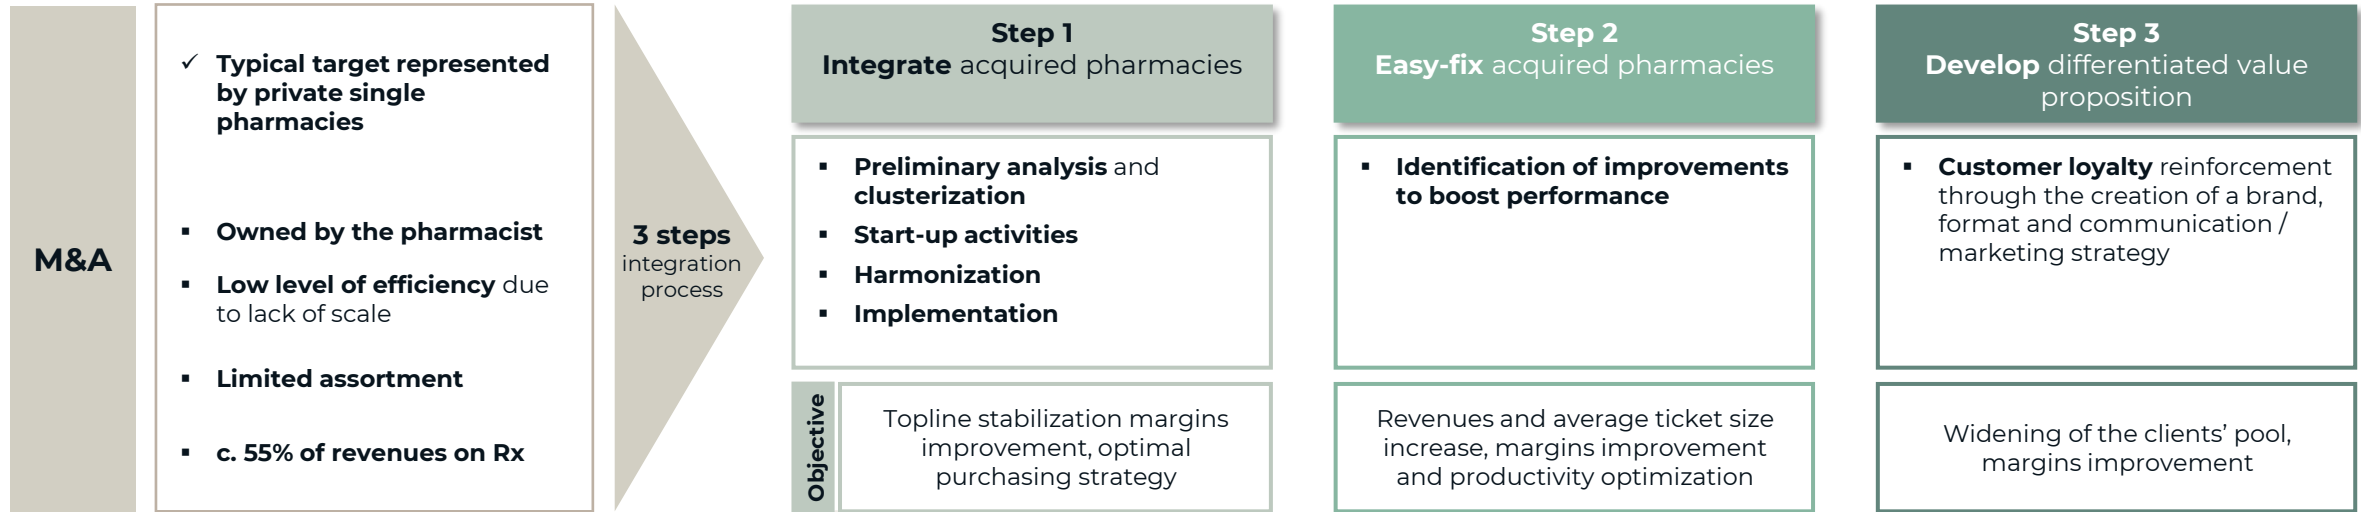 M&A
✓ Typical target represented
by private single
pharmacies
▪ Owned by the pharmacist
▪ Low level of efficiency due
to lack of scale
▪ Limited assortment
▪ c. 55% of revenues on Rx
3 steps
integration
process
Step 1
Integrate acquired pharmacies
▪ Preliminary analysis and
clusterization
▪ Start-up activities
▪ Harmonization
▪ Implementation
Objective
Topline stabilization margins
improvement, optimal
purchasing strategy
Step 2
Easy-fix acquired pharmacies
▪ Identification of improvements
to boost performance
Revenues and average ticket size
increase, margins improvement
and productivity optimization
Step 3
Develop differentiated value
proposition
▪ Customer loyalty reinforcement
through the creation of a brand,
format and communication /
marketing strategy
Widening of the clients' pool,
margins improvement